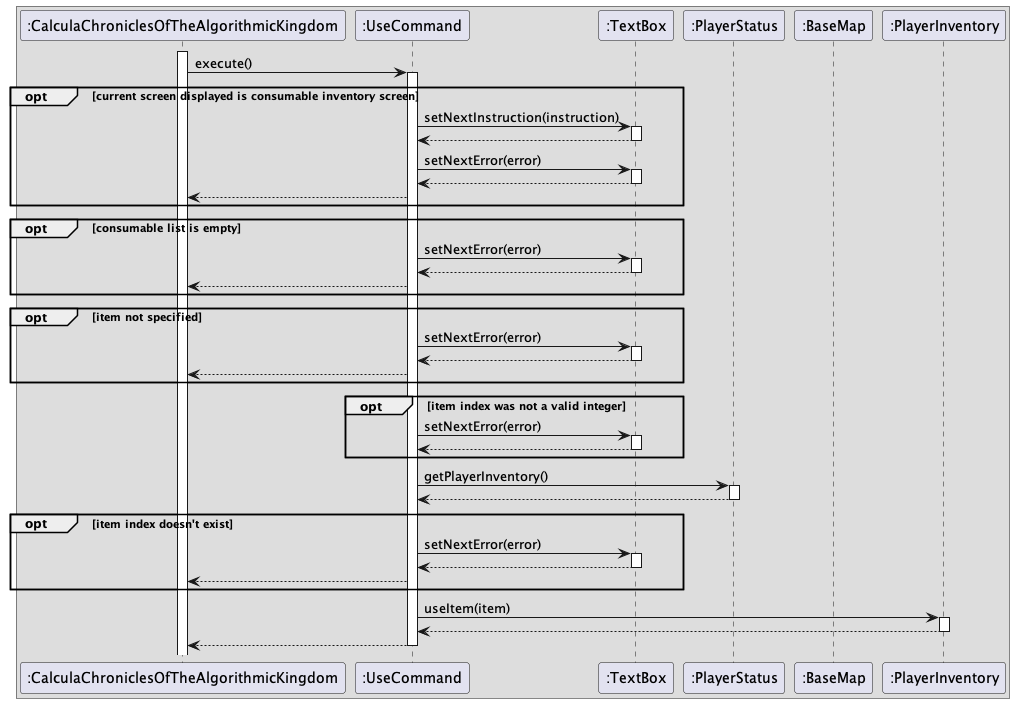 :CalculaChroniclesOfTheAlgorithmicKingdom :UseCommand :TextBox :PlayerStatus :BaseMap :PlayerInventory
execute()
opt [current screen displayed is consumable inventory screen]
setNextInstruction(instruction)
setNextError(error)
opt [consumable list is empty]
setNextError(error)
opt [item not specified]
setNextError(error)
opt [item index was not a valid integer]
setNextError(error)
getPlayerInventory()
opt [item index doesn't exist]
setNextError(error)
useItem(item)
:CalculaChroniclesOfTheAlgorithmicKingdom :UseCommand :TextBox :PlayerStatus :BaseMap :PlayerInventory